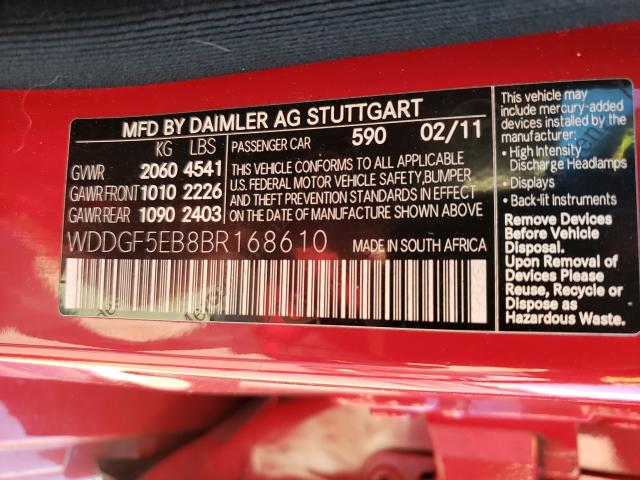 MFD BY DAIMLER AG STUTTGART
KG LBS
GVWR 2060 4541
GAWR FRONT 1010 2226
GAWR REAR 1090 2403
PASSENGER CAR 590 02/11
THIS VEHICLE CONFORMS TO ALL APPLICABLE
U.S. FEDERAL MOTOR VEHICLE SAFETY,BUMPER
AND THEFT PREVENTION STANDARDS IN EFFECT
ON THE DATE OF MANUFACTURE SHOWN ABOVE
WDDGF5EB8BR168610 MADE IN SOUTH AFRICA
This vehicle may
include mercury-added
devices installed by the
manufacturer:
• High Intensity
Discharge Headlamps
• Displays
• Back-lit Instruments
Remove Devices
Before Vehicle
Disposal.
Upon Removal of
Devices Please
Reuse, Recycle or
Dispose as
Hazardous Waste.